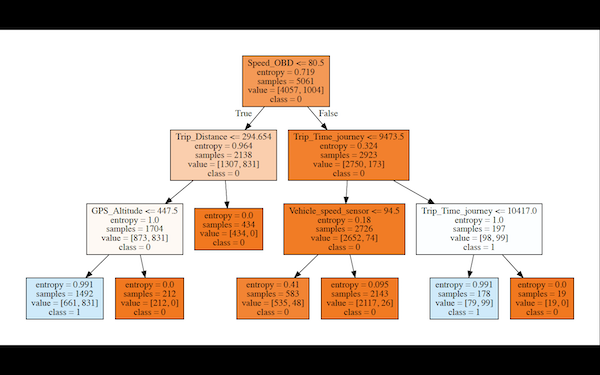 Speed_OBD <= 80.5
entropy = 0.719
samples = 5061
value = [4057, 1004]
class = 0
True
False
Trip_Distance <= 294.654
entropy = 0.964
samples = 2138
value = [1307, 831]
class = 0
Trip_Time_journey <= 9473.5
entropy = 0.324
samples = 2923
value = [2750, 173]
class = 0
GPS_Altitude <= 447.5
entropy = 1.0
samples = 1704
value = [873, 831]
class = 0
entropy = 0.0
samples = 434
value = [434, 0]
class = 0
Vehicle_speed_sensor <= 94.5
entropy = 0.18
samples = 2726
value = [2652, 74]
class = 0
Trip_Time_journey <= 10417.0
entropy = 1.0
samples = 197
value = [98, 99]
class = 1
entropy = 0.991
samples = 1492
value = [661, 831]
class = 1
entropy = 0.0
samples = 212
value = [212, 0]
class = 0
entropy = 0.41
samples = 583
value = [535, 48]
class = 0
entropy = 0.095
samples = 2143
value = [2117, 26]
class = 0
entropy = 0.991
samples = 178
value = [79, 99]
class = 1
entropy = 0.0
samples = 19
value = [19, 0]
class = 0